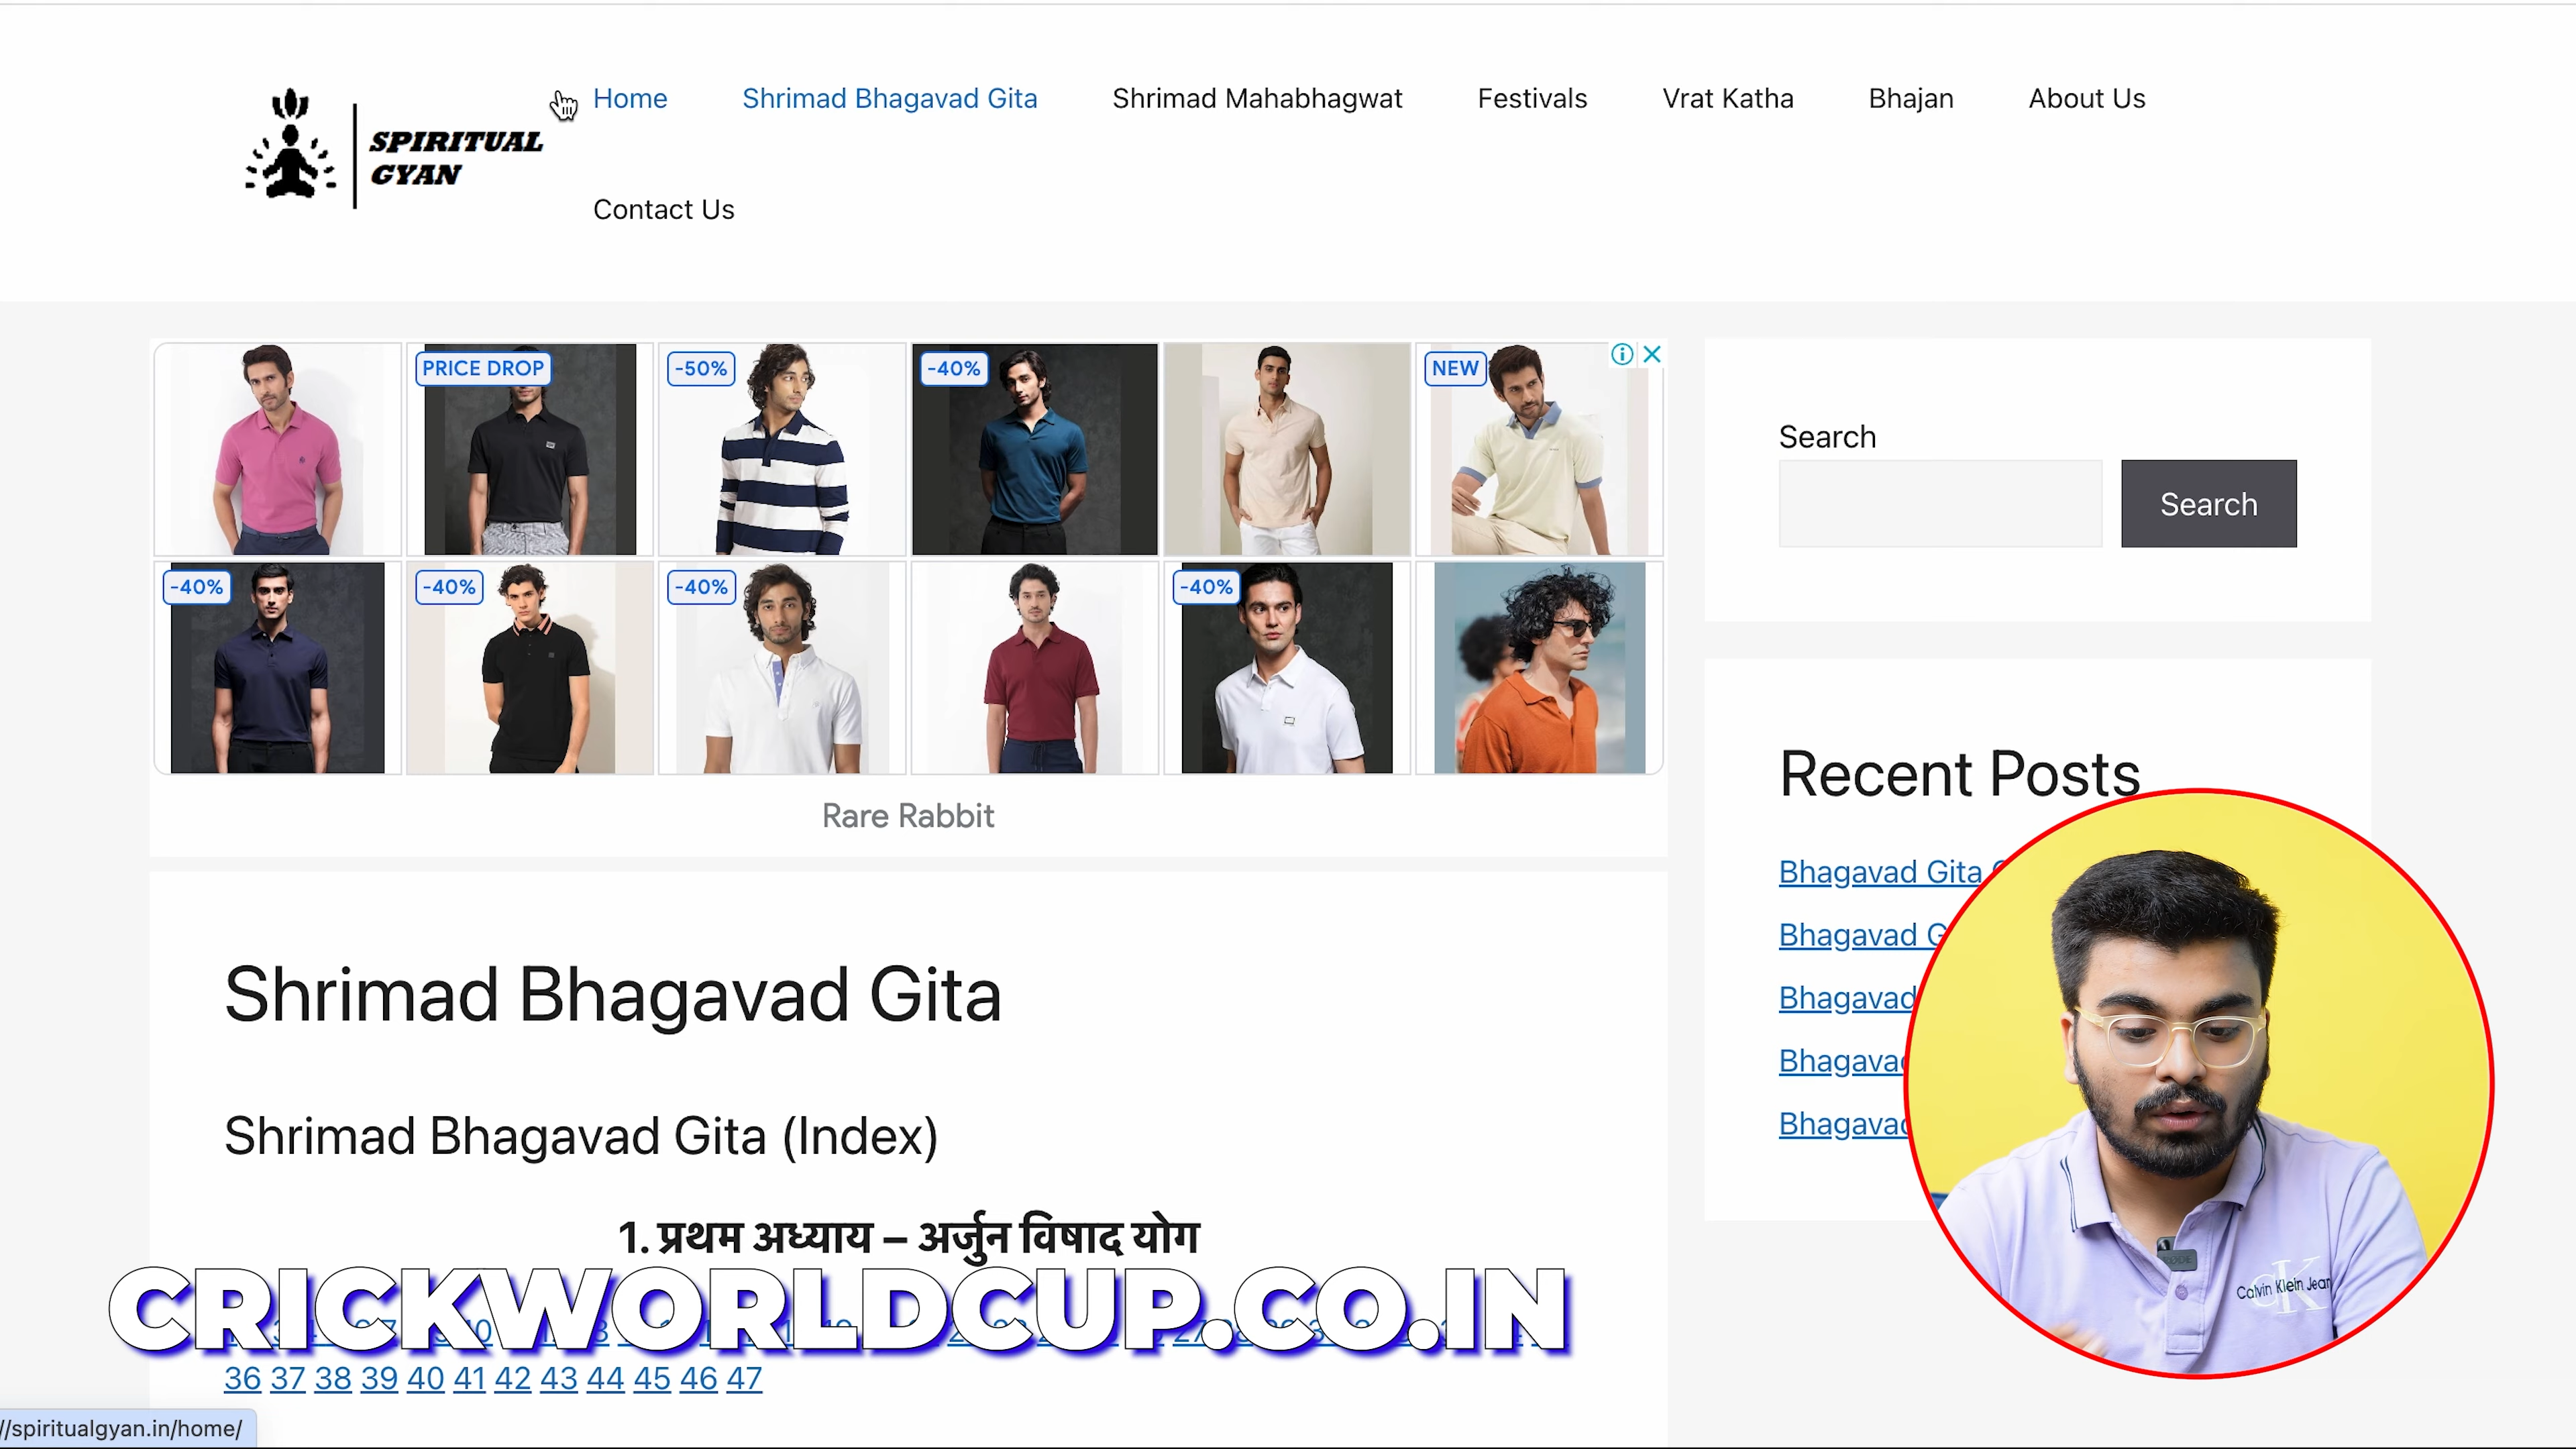 Home Shrimad Bhagavad Gita Shrimad Mahabhagwat Festivals Vrat Katha Bhajan About Us
SPIRITUAL
GYAN
Contact Us
PRICE DROP -50% -40% NEW
-40% -40% -40% -40%
Rare Rabbit
Search
Search
Recent Posts
Bhagavad Gita
Bhagavad
Bhagavad
Shrimad Bhagavad Gita
Shrimad Bhagavad Gita (Index)
1. प्रथम अध्याय – अर्जुन विषाद योग
CRICKWORLDCUP.CO.IN
36 37 38 39 40 41 42 43 44 45 46 47
//spiritualgyan.in/home/
Calvin Klein Jean